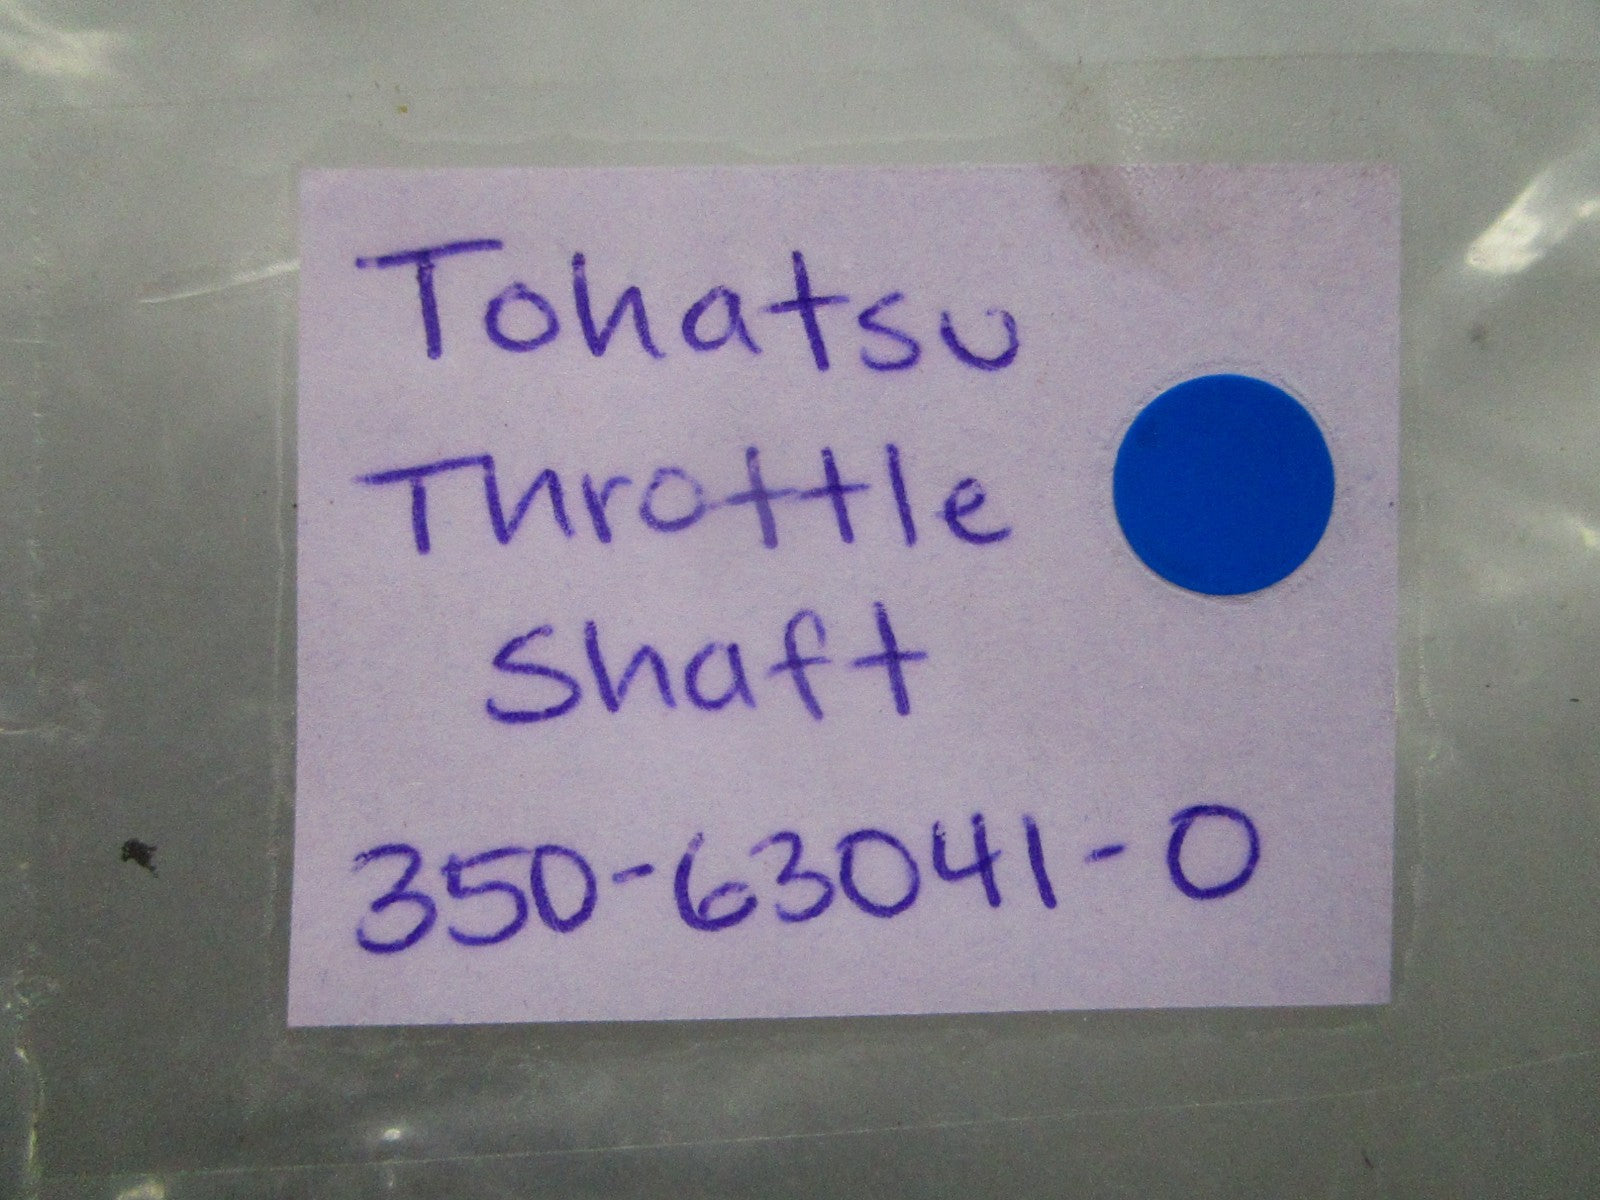 Tohatsu
Throttle
Shaft
350-63041-0